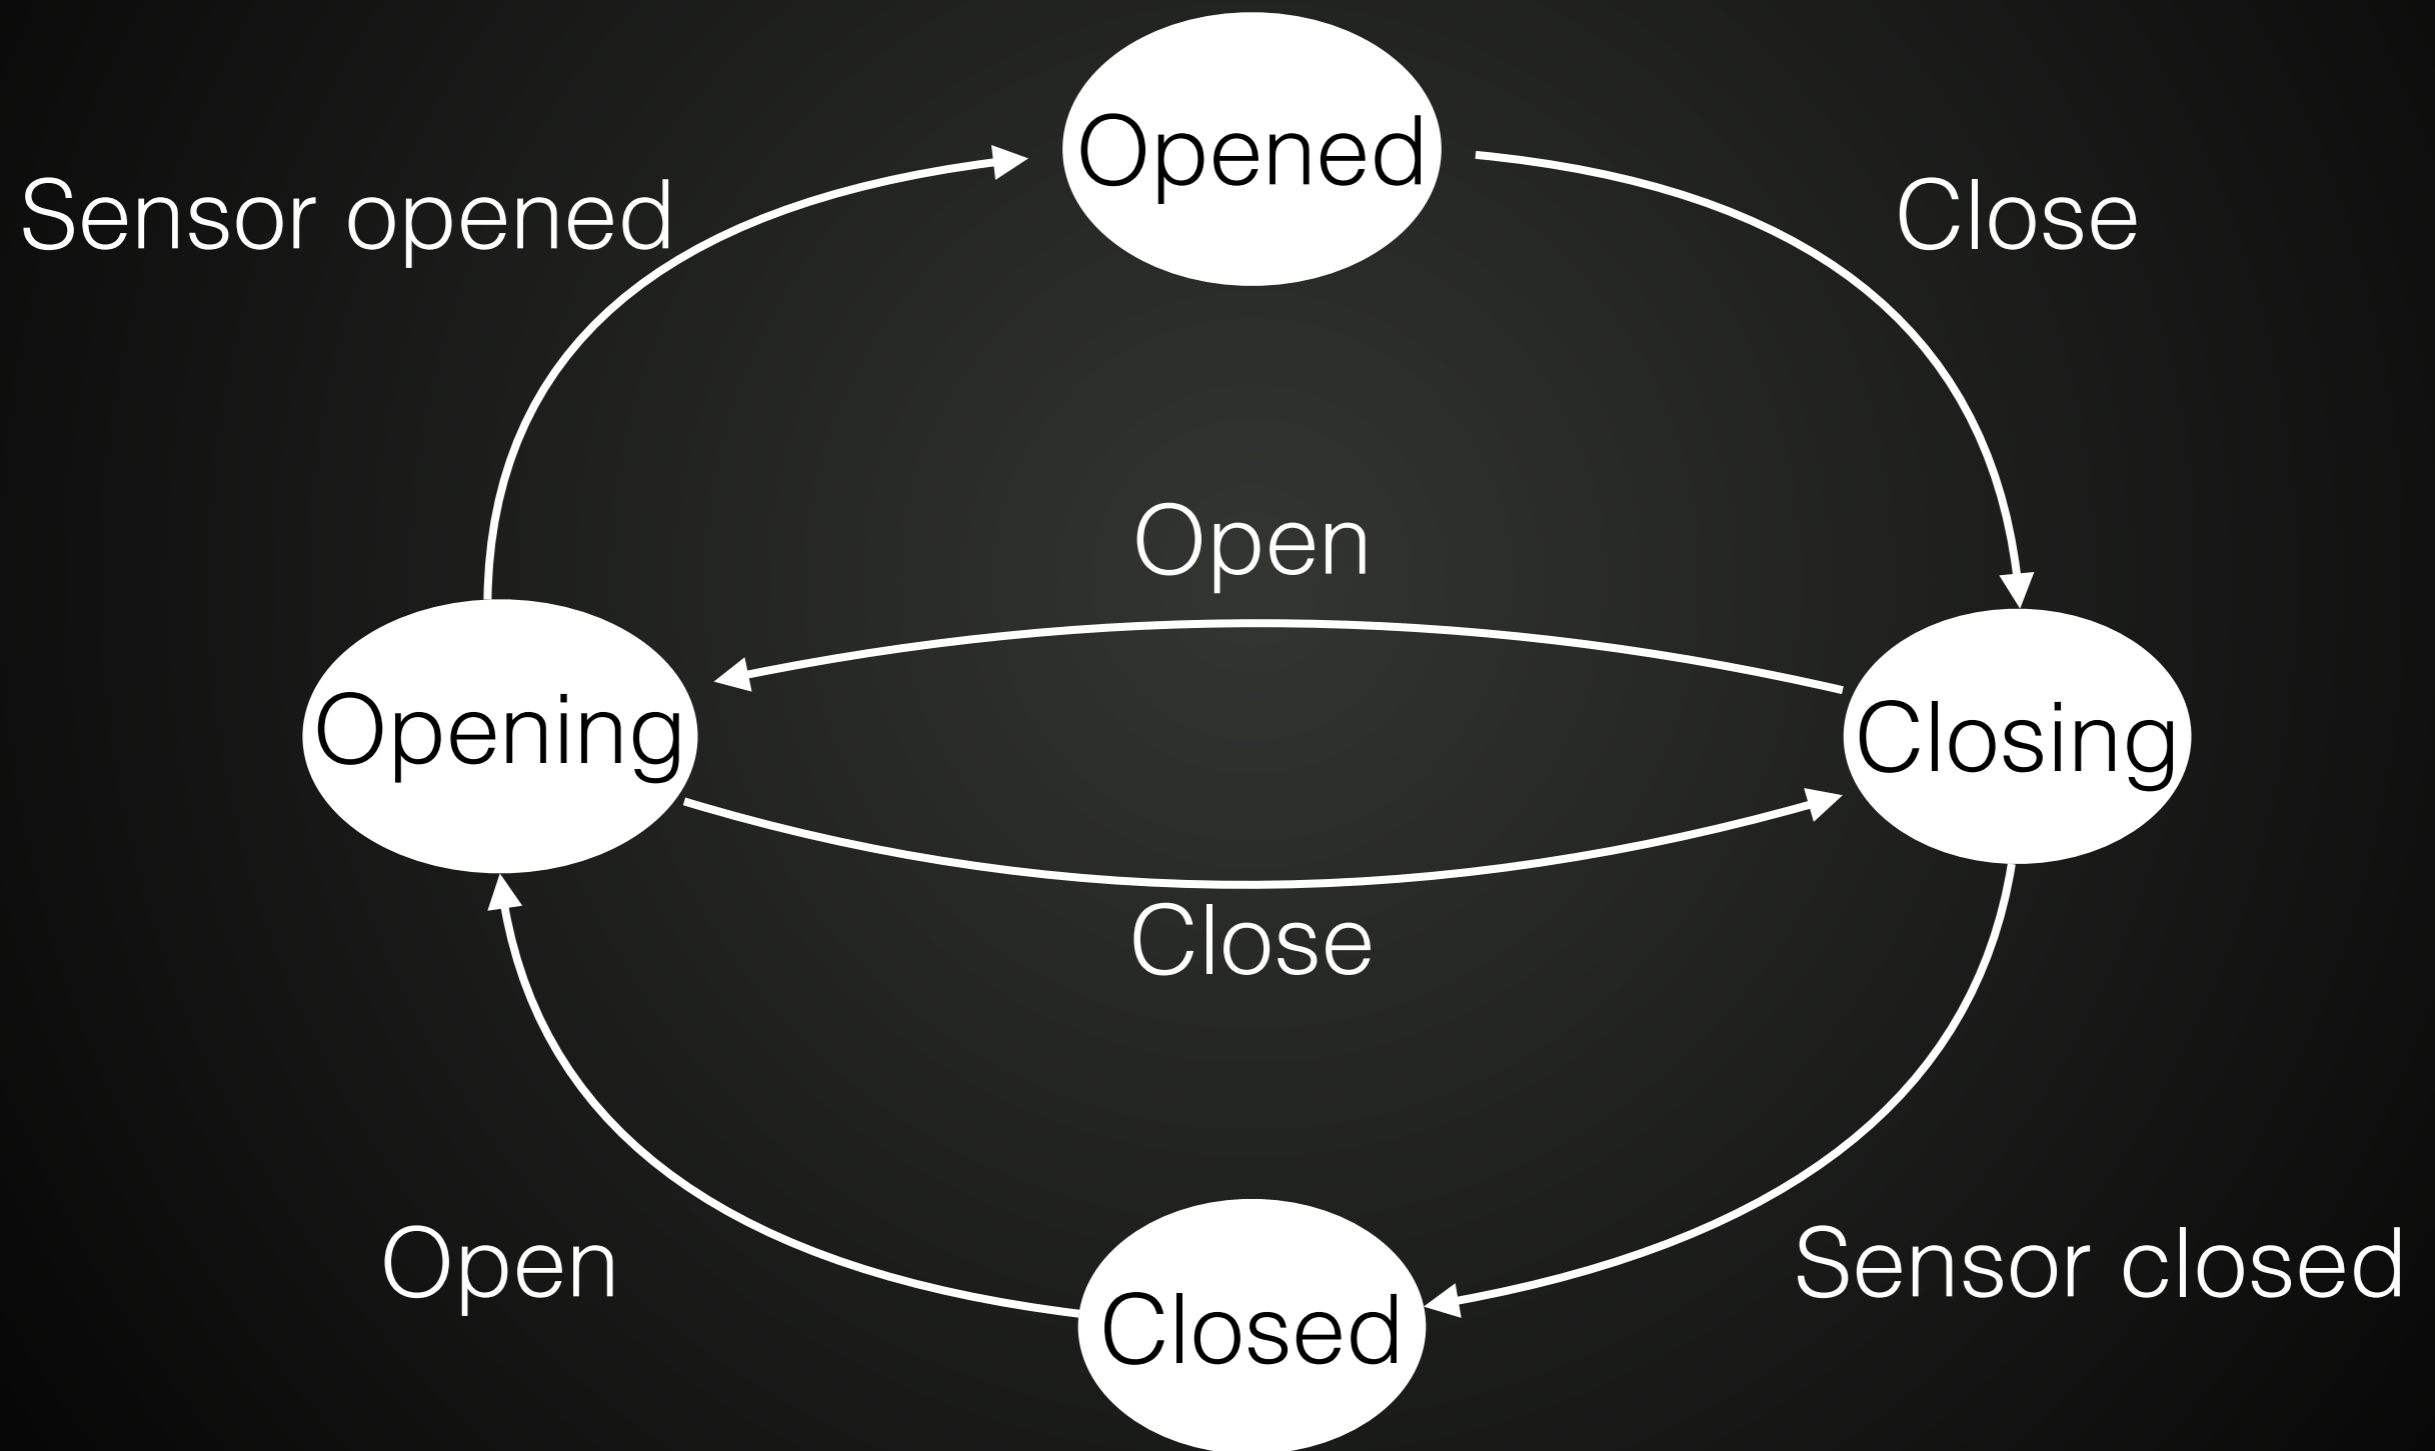 Opened
Sensor opened
Close
Open
Opening
Closing
Close
Open
Sensor closed
Closed